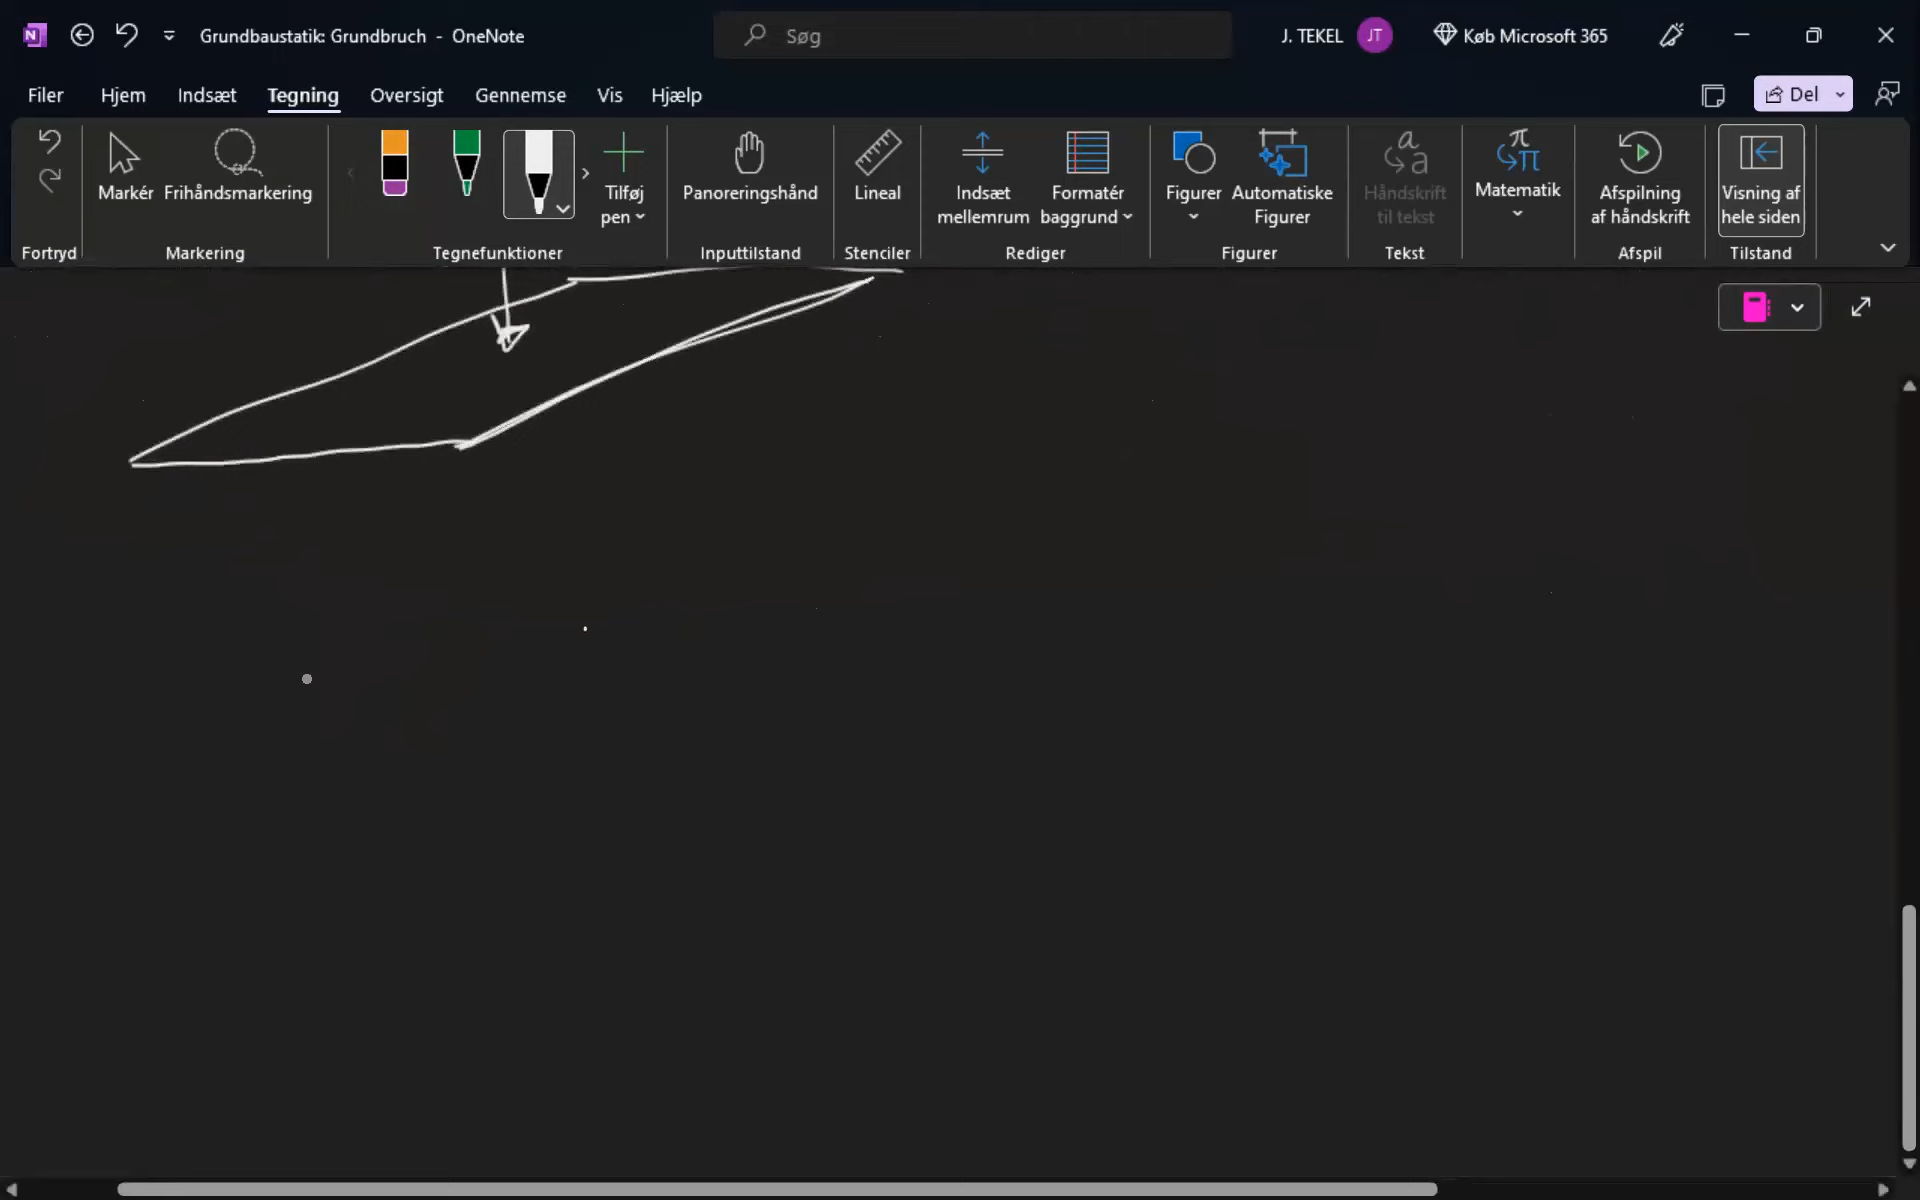 Grundbaustatik: Grundbruch - OneNote
Søg
J. TEKEL
JT
Køb Microsoft 365
Filer
Hjem
Indsæt
Tegning
Oversigt
Gennemse
Vis
Hjælp
Del
Fortryd
Markér
Frihåndsmarkering
Markering
Tilføj
pen
Tegnefunktioner
Panoreringshånd
Inputtilstand
Lineal
Stenciler
Indsæt
mellemrum
Formatér
baggrund
Rediger
Figurer
Automatiske
Figurer
Figurer
Håndskrift
til tekst
Tekst
Matematik
Afspilning
af håndskrift
Afspil
Visning af
hele siden
Tilstand